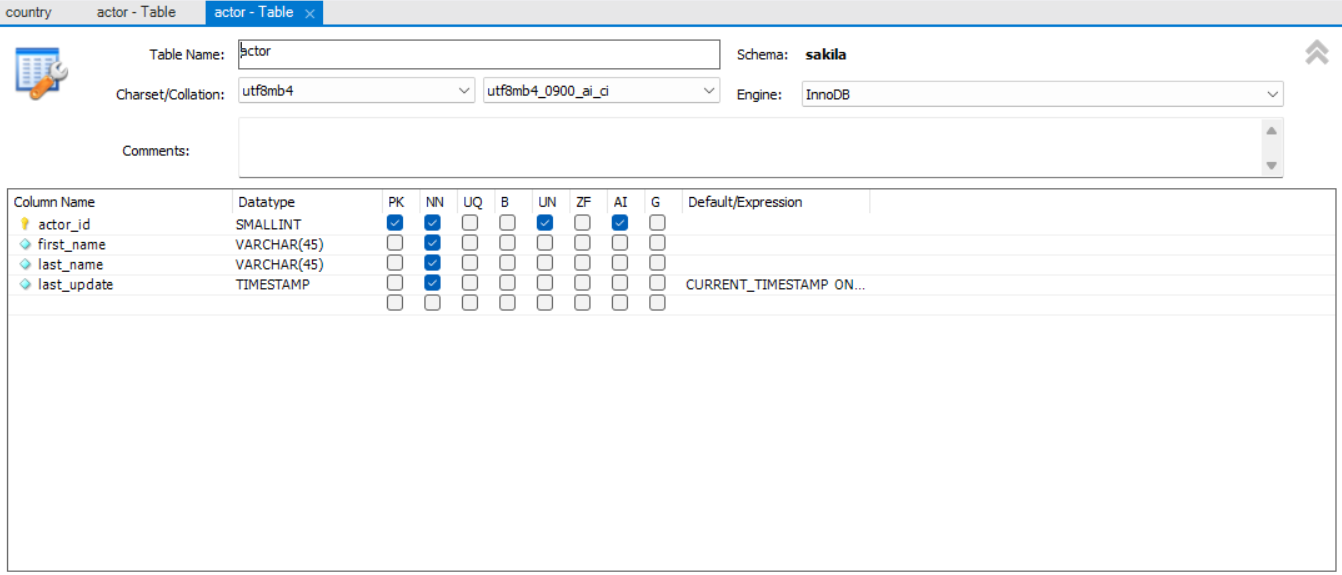 country actor - Table actor - Table ×
Table Name: actor Schema: sakila
Charset/Collation: utf8mb4 utf8mb4_0900_ai_ci Engine: InnoDB
Comments:
Column Name Datatype PK NN UQ B UN ZF AI G Default/Expression
actor_id SMALLINT
first_name VARCHAR(45)
last_name VARCHAR(45)
last_update TIMESTAMP CURRENT_TIMESTAMP ON...